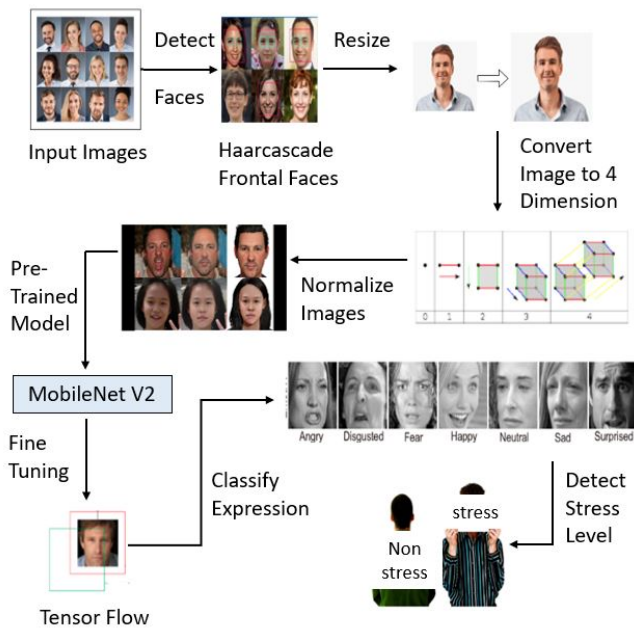 Detect
Faces
Resize
Input Images
Haarcascade
Frontal Faces
Convert
Image to 4
Dimension
0 1 2 3 4
Normalize
Images
Pre-
Trained
Model
MobileNet V2
Fine
Tuning
Angry Disgusted Fear Happy Neutral Sad Surprised
Classify
Expression
Detect
Stress
Level
stress
Non
stress
Tensor Flow